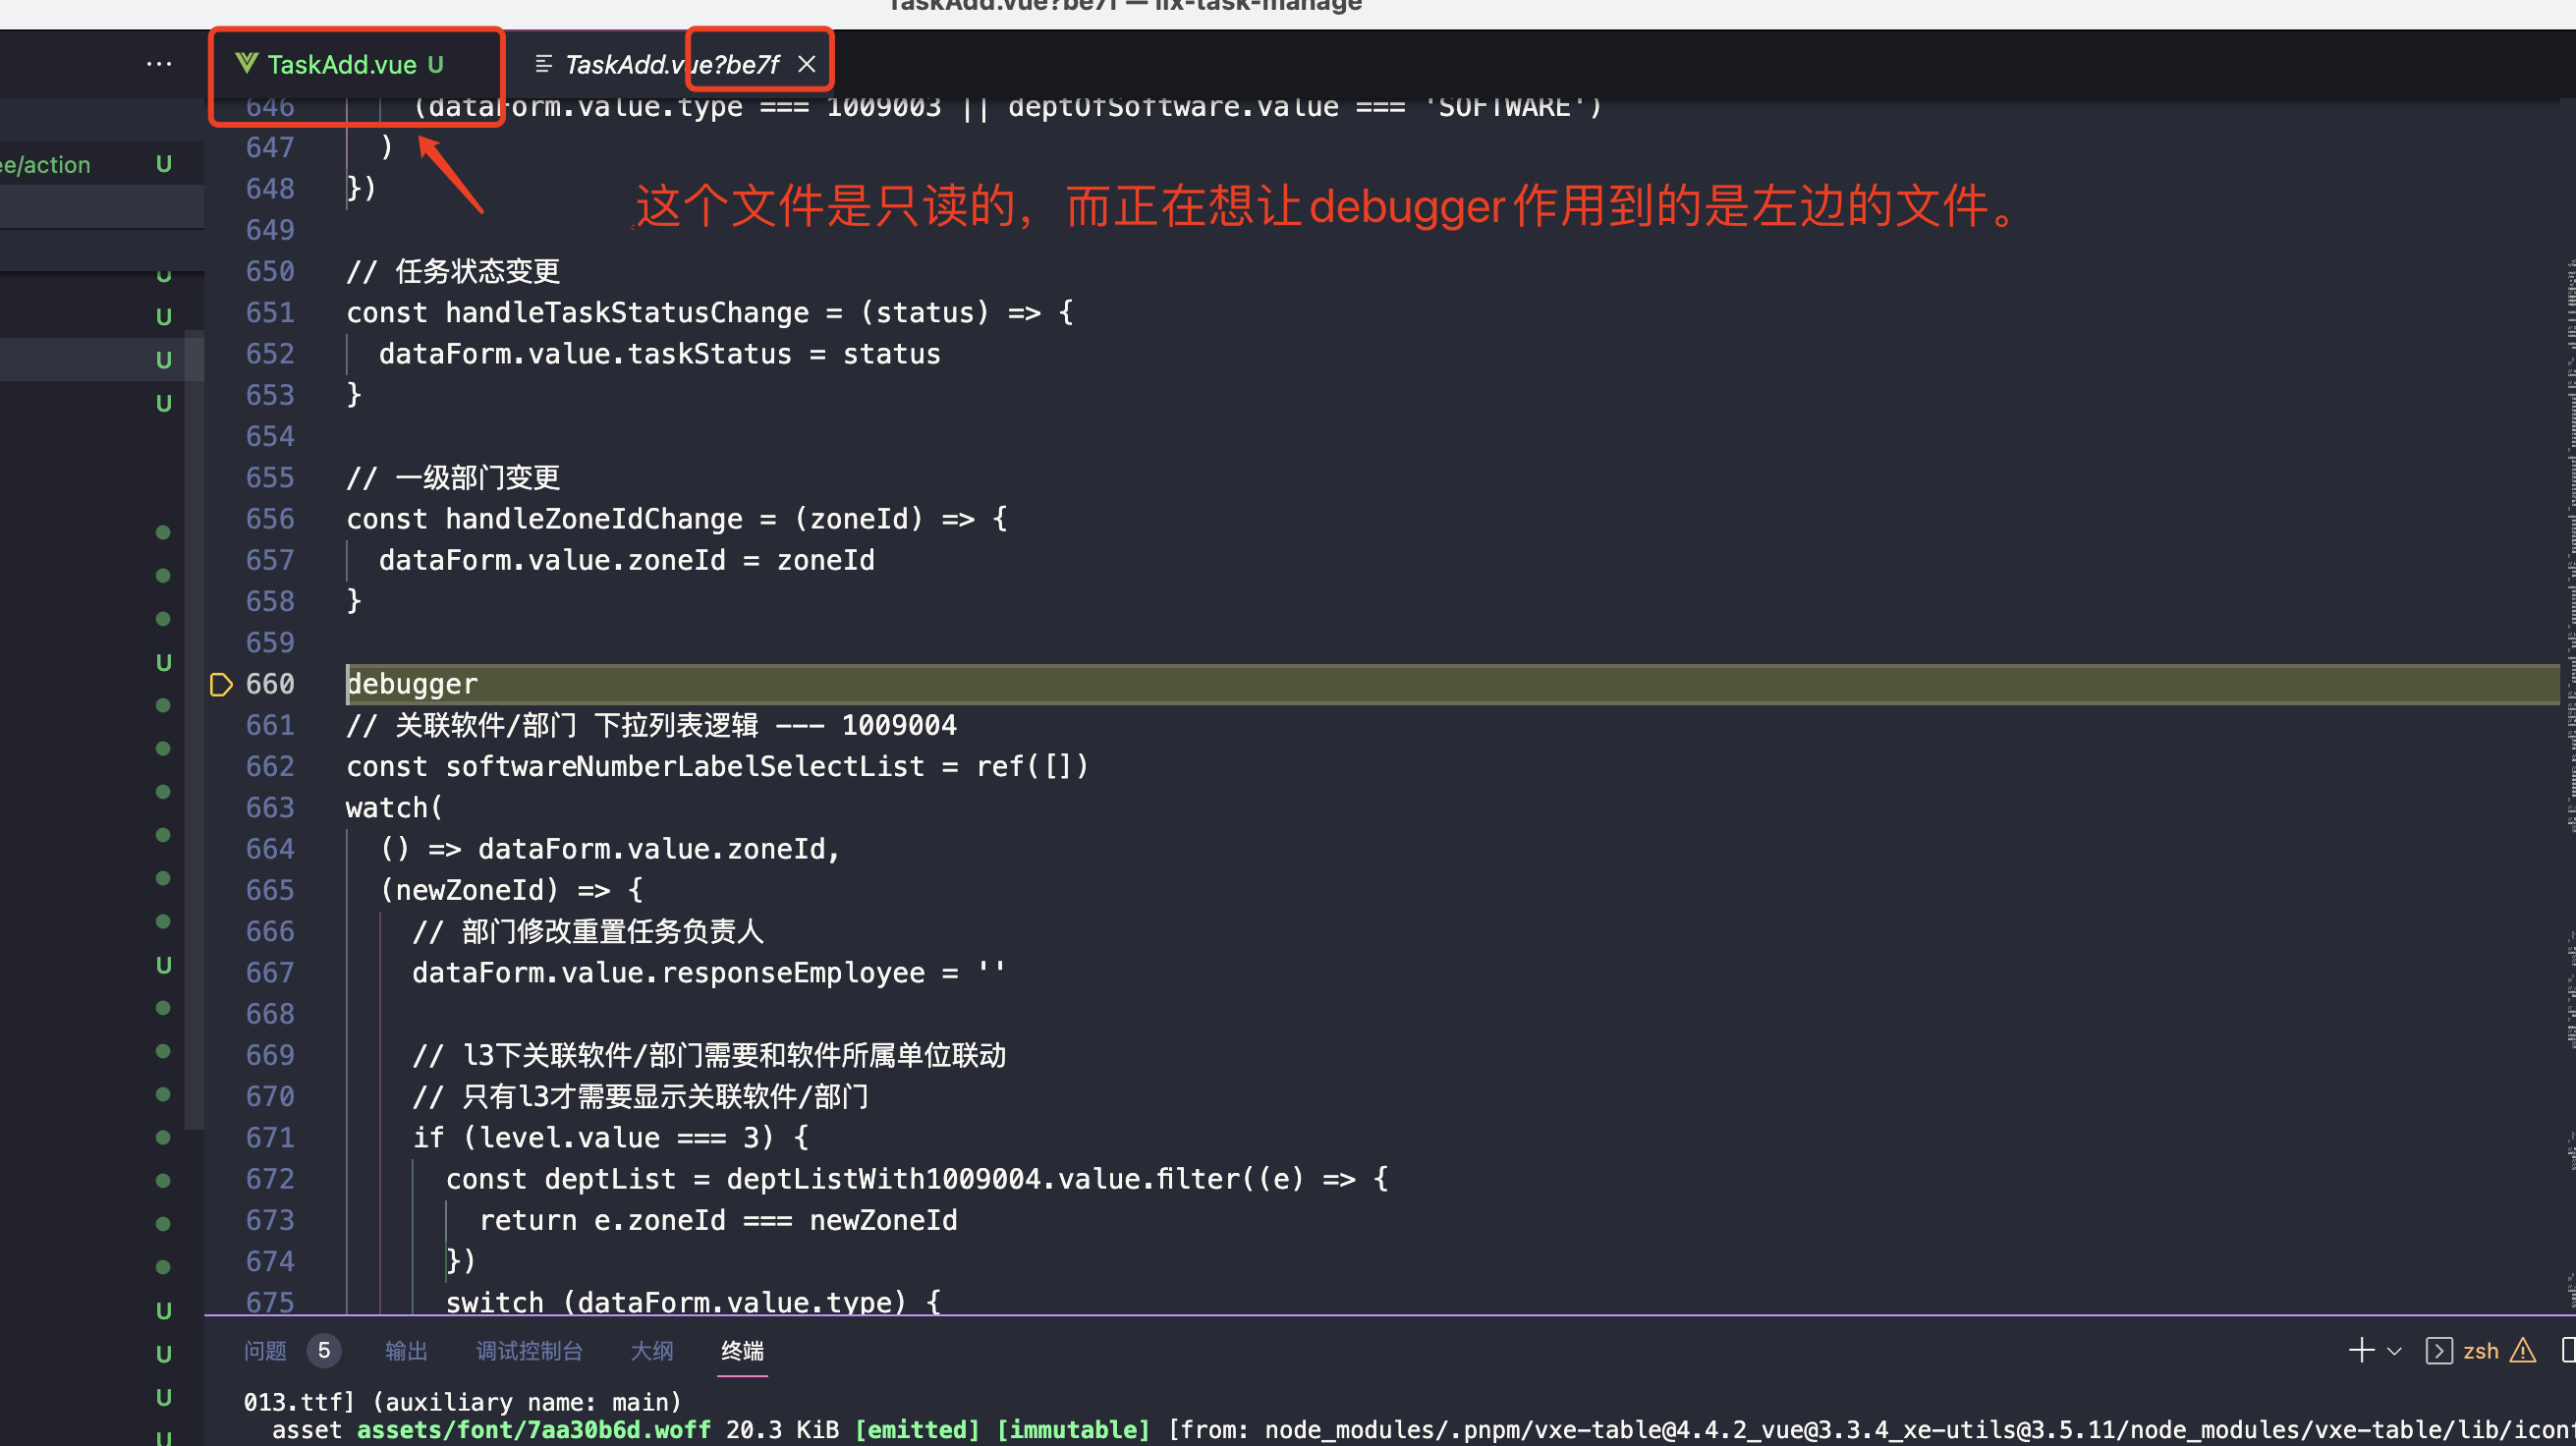 TaskAdd.vue?be7f — llx-task-manage
··· TaskAdd.vue U TaskAdd.vue?be7f
646 (dataForm.value.type === 1009003 || deptOfSoftware.value === 'SOFTWARE')
647 )
ee/action U
648 })
这个文件是只读的，而正在想让debugger作用到的是左边的文件。
649
650 // 任务状态变更
U
651 const handleTaskStatusChange = (status) => {
U
652 dataForm.value.taskStatus = status
U
653 }
U
654
655 // 一级部门变更
656 const handleZoneIdChange = (zoneId) => {
657 dataForm.value.zoneId = zoneId
658 }
659
U
660 debugger
661 // 关联软件/部门 下拉列表逻辑 --- 1009004
662 const softwareNumberLabelSelectList = ref([])
663 watch(
664 () => dataForm.value.zoneId,
665 (newZoneId) => {
666 // 部门修改重置任务负责人
U
667 dataForm.value.responseEmployee = ''
668
669 // l3下关联软件/部门需要和软件所属单位联动
670 // 只有l3才需要显示关联软件/部门
671 if (level.value === 3) {
672 const deptList = deptListWith1009004.value.filter((e) => {
673 return e.zoneId === newZoneId
674 })
675 switch (dataForm.value.type) {
U
U
问题 5 输出 调试控制台 大纲 终端 zsh
U
013.ttf] (auxiliary name: main)
U
asset assets/font/7aa30b6d.woff 20.3 KiB [emitted] [immutable] [from: node_modules/.pnpm/vxe-table@4.4.2_vue@3.3.4_xe-utils@3.5.11/node_modules/vxe-table/lib/icon